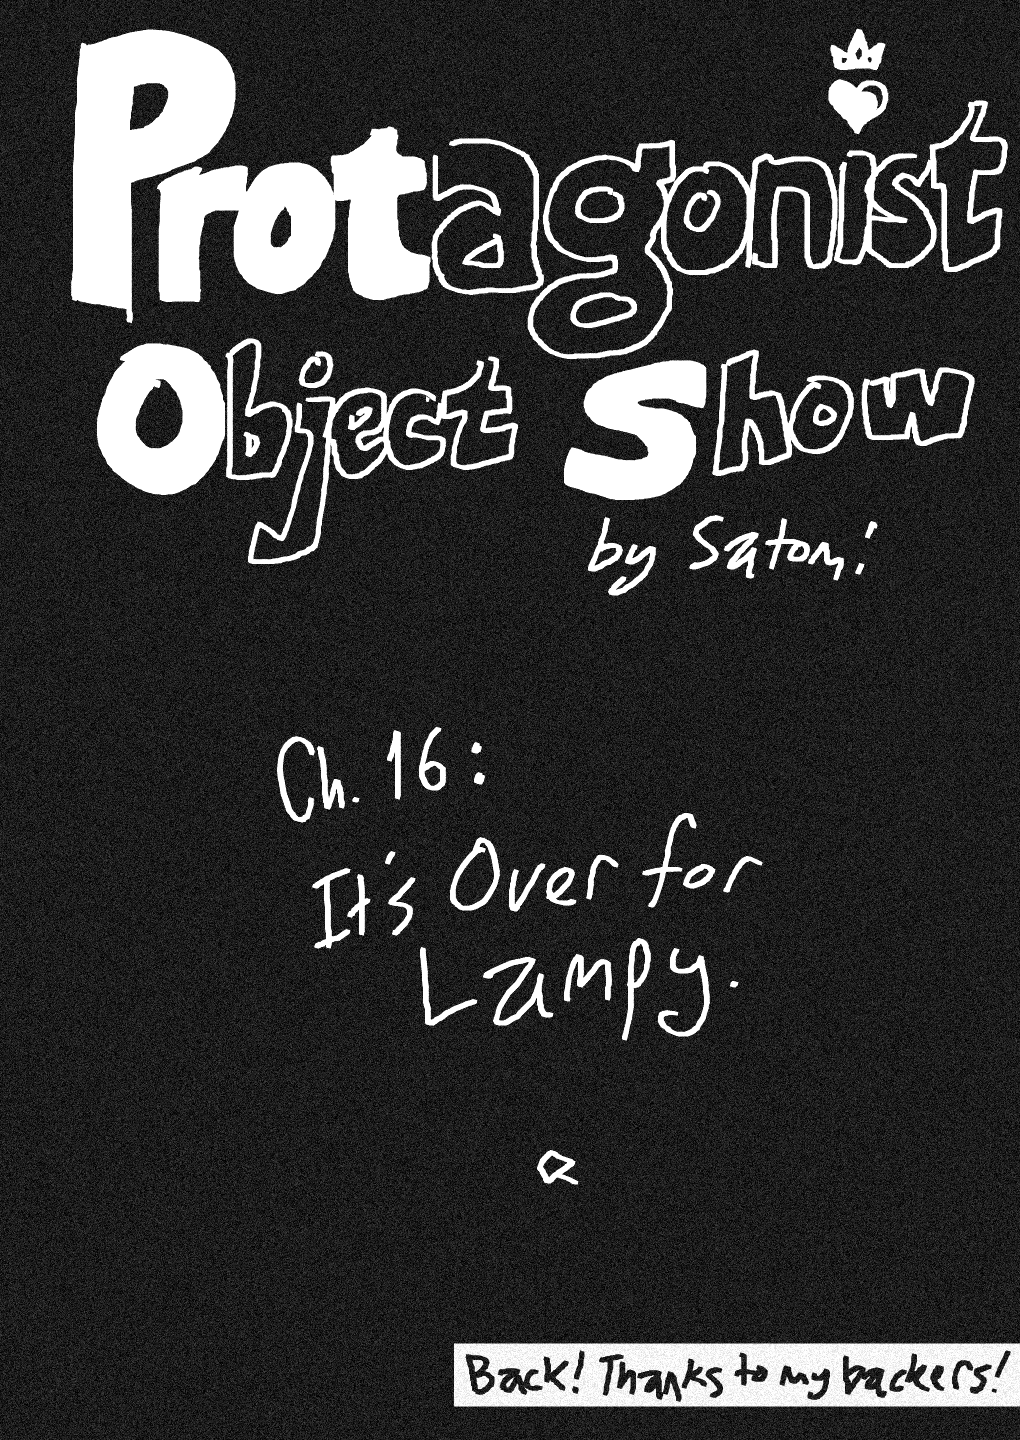 Protagonist
Object Show
by Satomi
Ch. 16:
It's Over for
Lampy.
Back! Thanks to my backers!